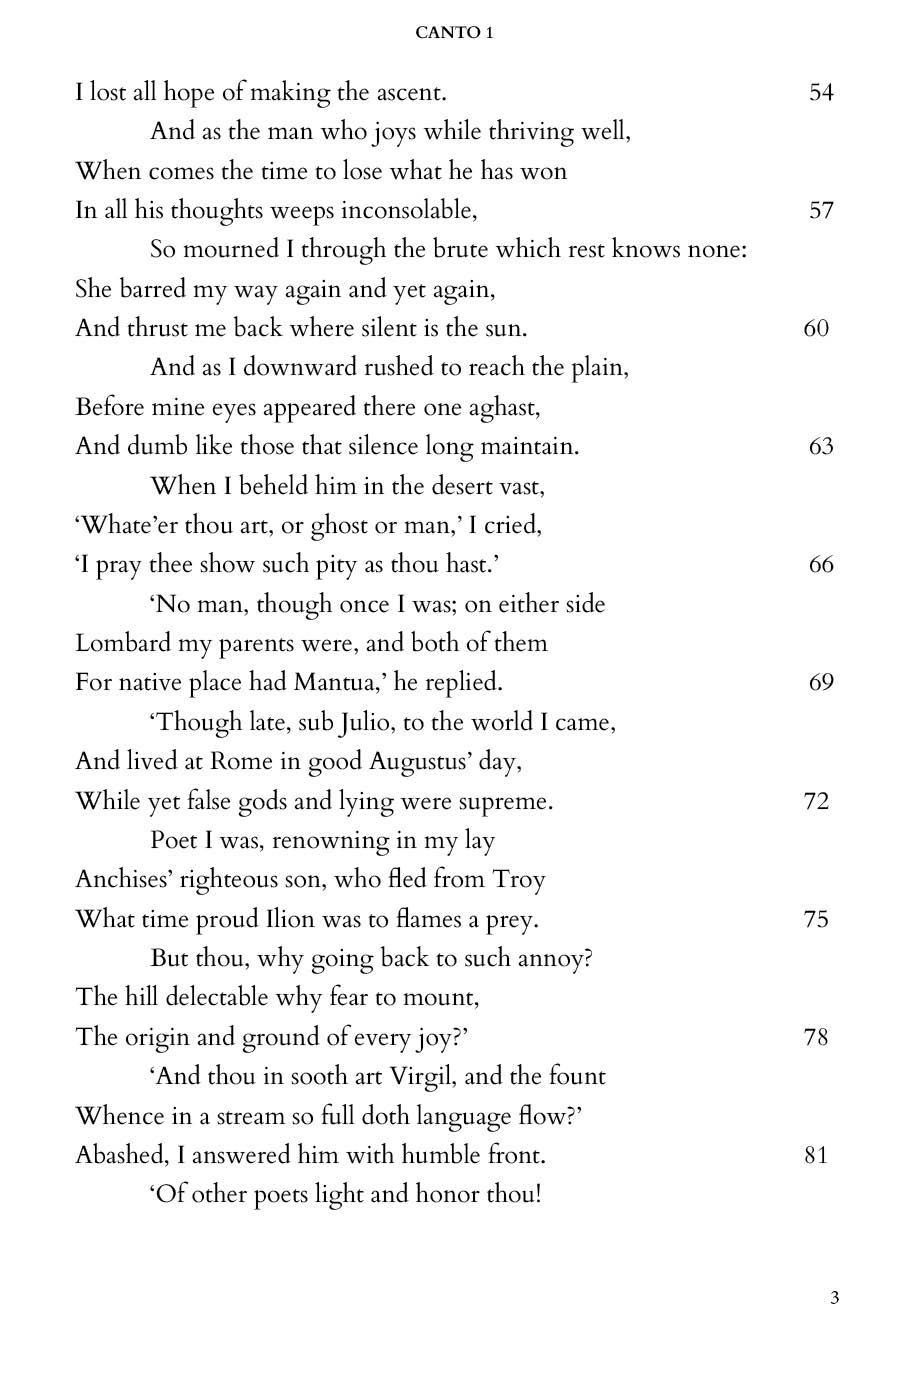 CANTO 1
I lost all hope of making the ascent. 54
And as the man who joys while thriving well,
When comes the time to lose what he has won
In all his thoughts weeps inconsolable, 57
So mourned I through the brute which rest knows none:
She barred my way again and yet again,
And thrust me back where silent is the sun. 60
And as I downward rushed to reach the plain,
Before mine eyes appeared there one aghast,
And dumb like those that silence long maintain. 63
When I beheld him in the desert vast,
‘Whate’er thou art, or ghost or man,’ I cried,
‘I pray thee show such pity as thou hast.’ 66
‘No man, though once I was; on either side
Lombard my parents were, and both of them
For native place had Mantua,’ he replied. 69
‘Though late, sub Julio, to the world I came,
And lived at Rome in good Augustus’ day,
While yet false gods and lying were supreme. 72
Poet I was, renowning in my lay
Anchises’ righteous son, who fled from Troy
What time proud Ilion was to flames a prey. 75
But thou, why going back to such annoy?
The hill delectable why fear to mount,
The origin and ground of every joy?’ 78
‘And thou in sooth art Virgil, and the fount
Whence in a stream so full doth language flow?’
Abashed, I answered him with humble front. 81
‘Of other poets light and honor thou!
3